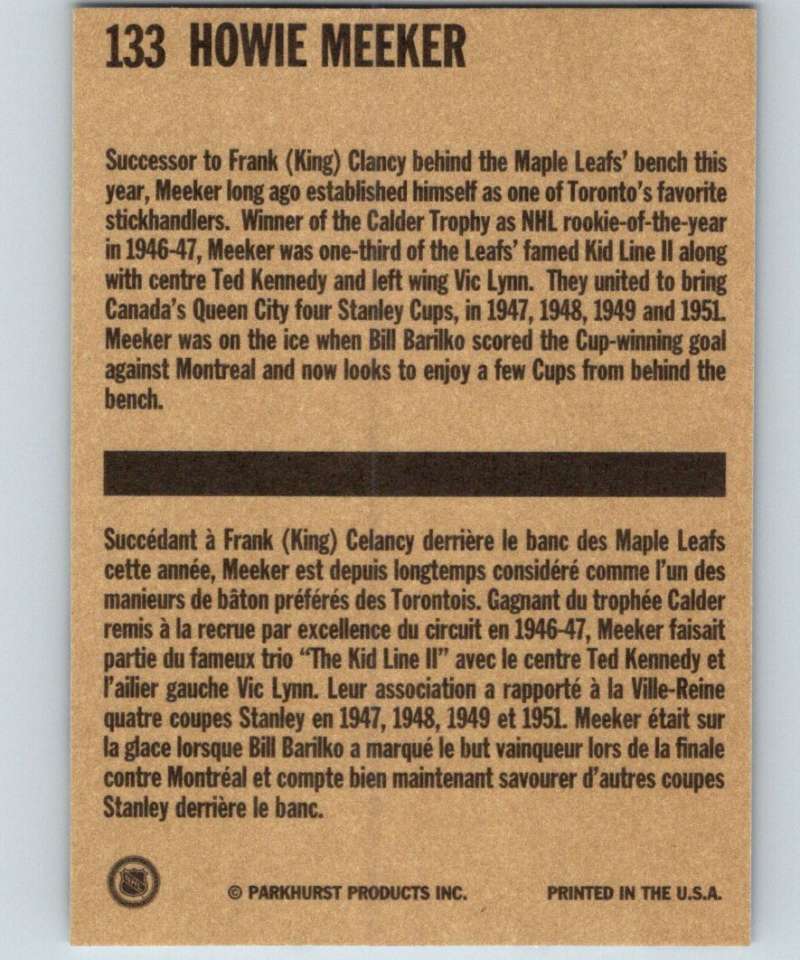 133 HOWIE MEEKER
Successor to Frank (King) Clancy behind the Maple Leafs' bench this
year, Meeker long ago established himself as one of Toronto's favorite
stickhandlers. Winner of the Calder Trophy as NHL rookie-of-the-year
in 1946-47, Meeker was one-third of the Leafs' famed Kid Line II along
with centre Ted Kennedy and left wing Vic Lynn. They united to bring
Canada's Queen City four Stanley Cups, in 1947, 1948, 1949 and 1951.
Meeker was on the ice when Bill Barilko scored the Cup-winning goal
against Montreal and now looks to enjoy a few Cups from behind the
bench.
Succédant à Frank (King) Celancy derrière le banc des Maple Leafs
cette année, Meeker est depuis longtemps considéré comme l'un des
manieurs de bâton préférés des Torontois. Gagnant du trophée Calder
remis à la recrue par excellence du circuit en 1946-47, Meeker faisait
partie du fameux trio "The Kid Line II" avec le centre Ted Kennedy et
l'ailier gauche Vic Lynn. Leur association a rapporté à la Ville-Reine
quatre coupes Stanley en 1947, 1948, 1949 et 1951. Meeker était sur
la glace lorsque Bill Barilko a marqué le but vainqueur lors de la finale
contre Montréal et compte bien maintenant savourer d'autres coupes
Stanley derrière le banc.
© PARKHURST PRODUCTS INC. PRINTED IN THE U.S.A.